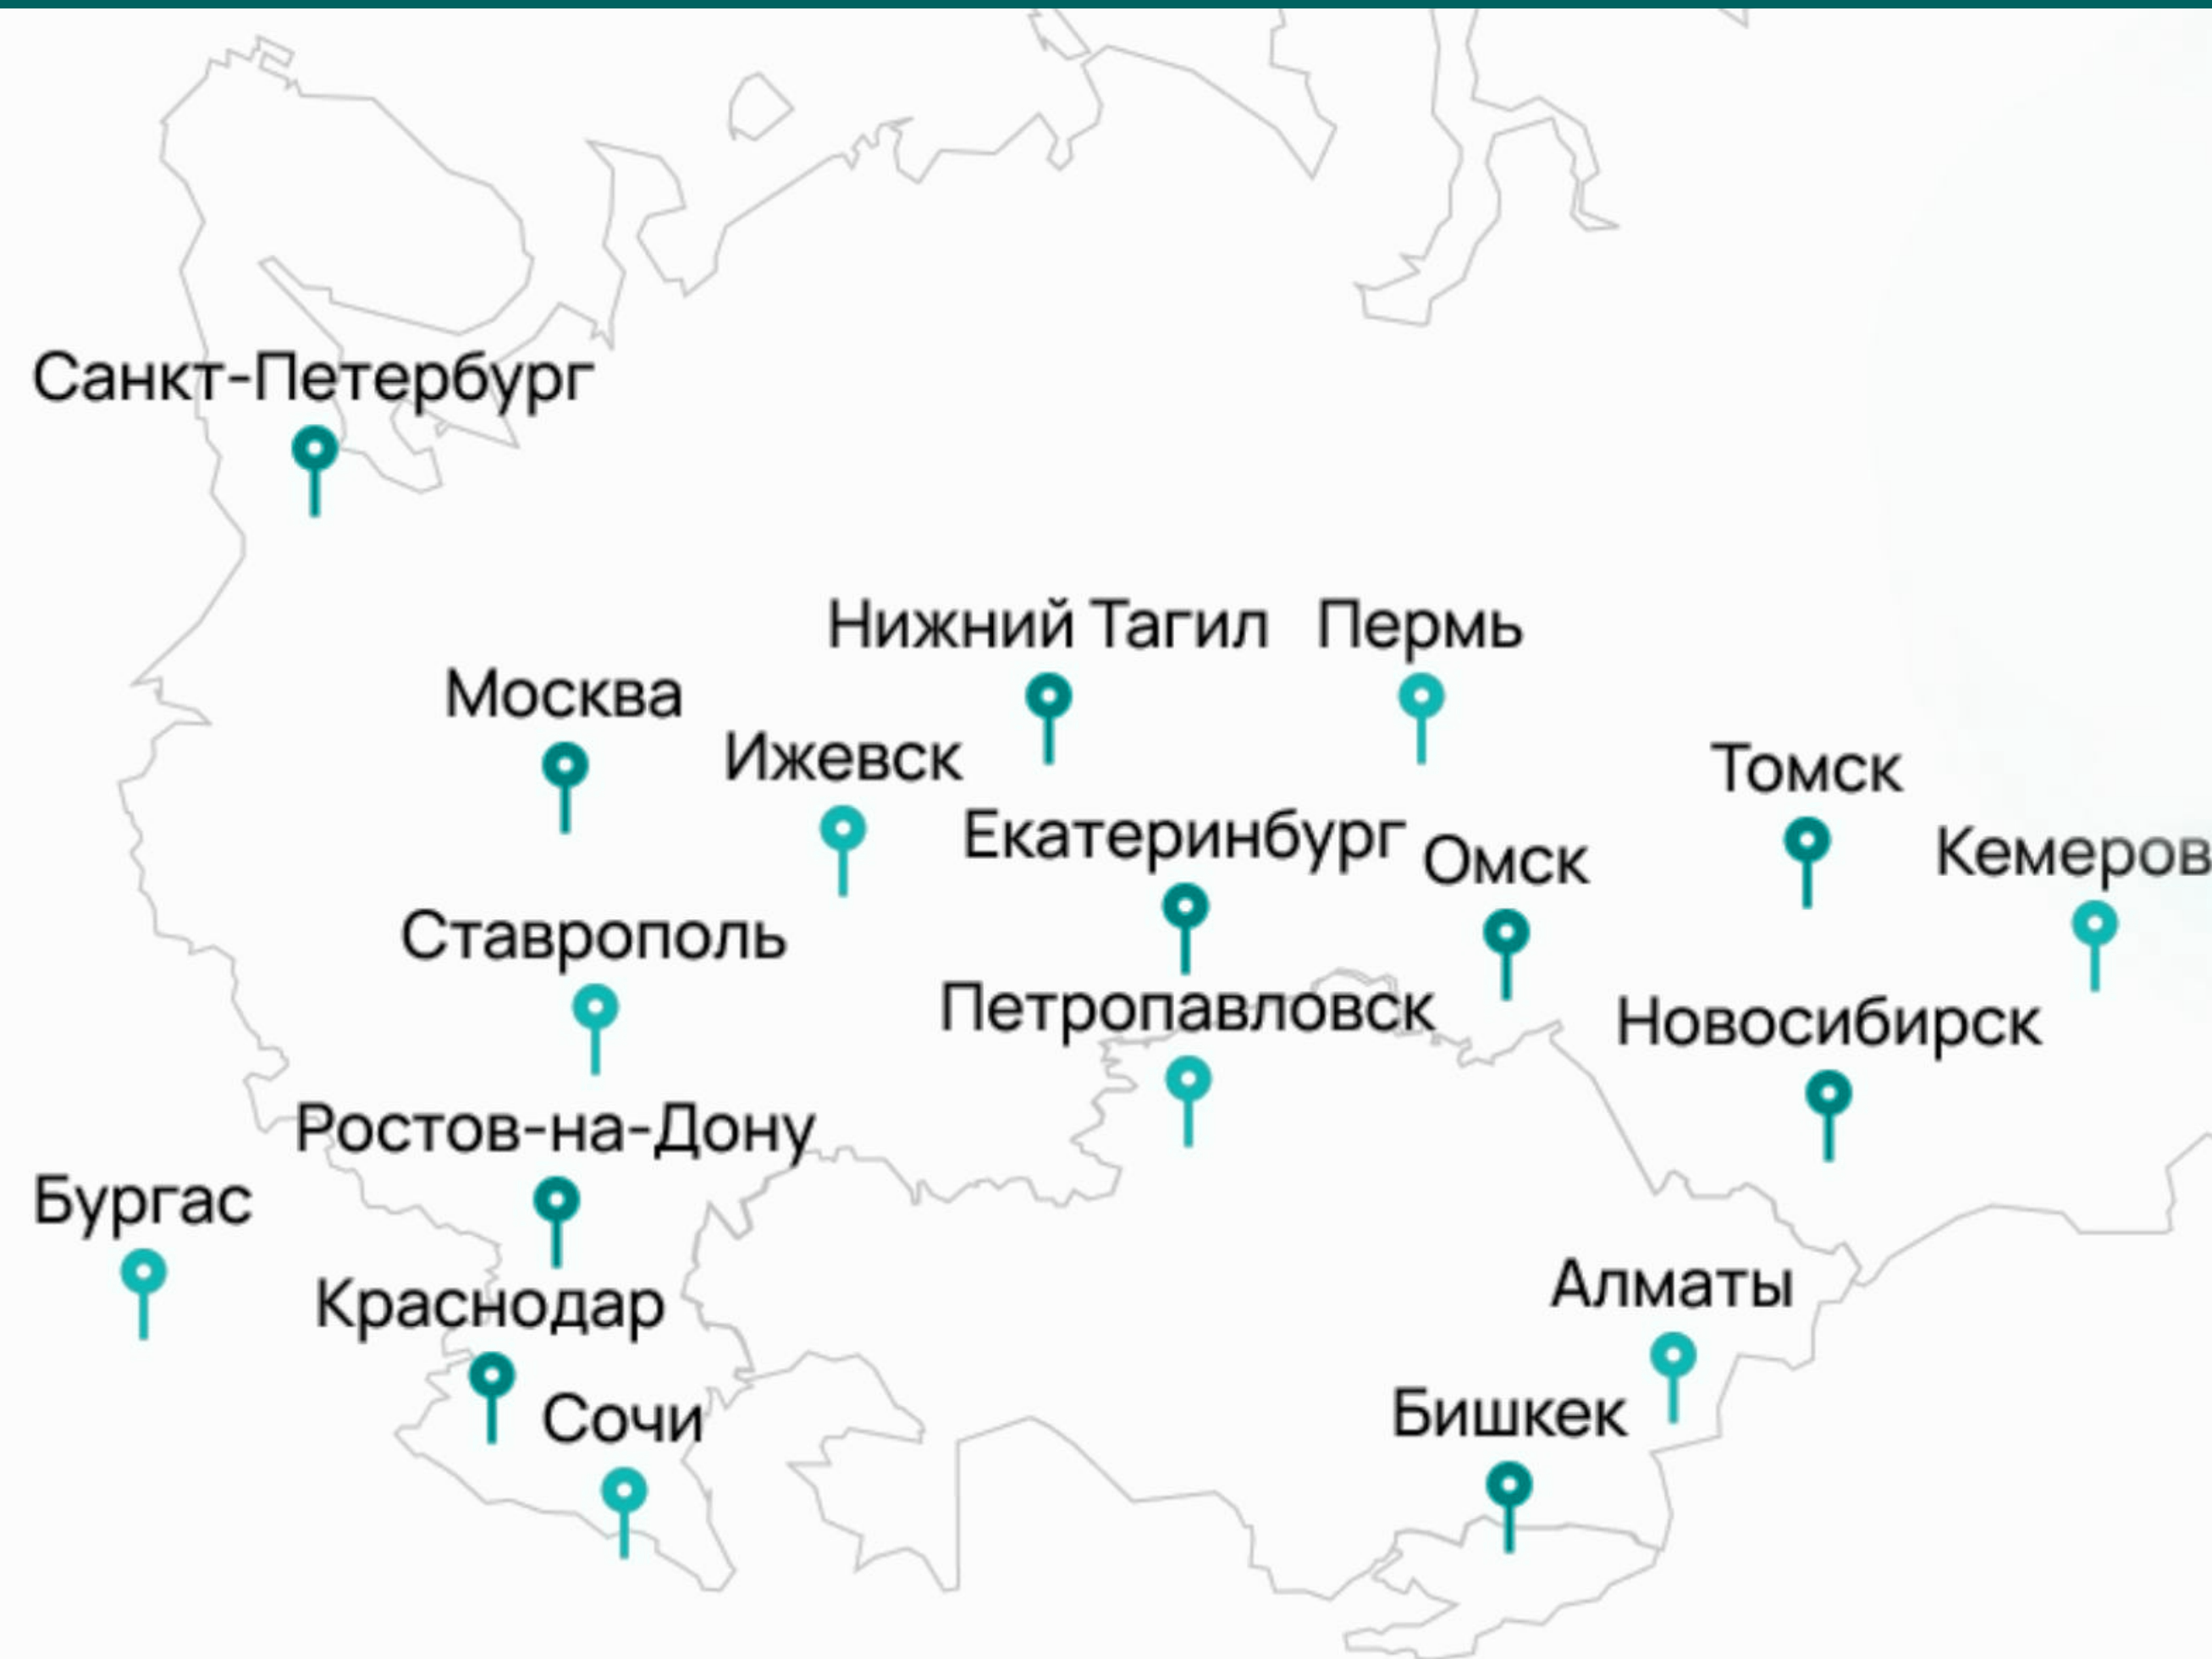 Санкт-Петербург
Нижний Тагил
Пермь
Москва
Ижевск
Томск
Екатеринбург
Омск
Кемеров
Ставрополь
Петропавловск
Новосибирск
Ростов-на-Дону
Бургас
Краснодар
Алматы
Сочи
Бишкек